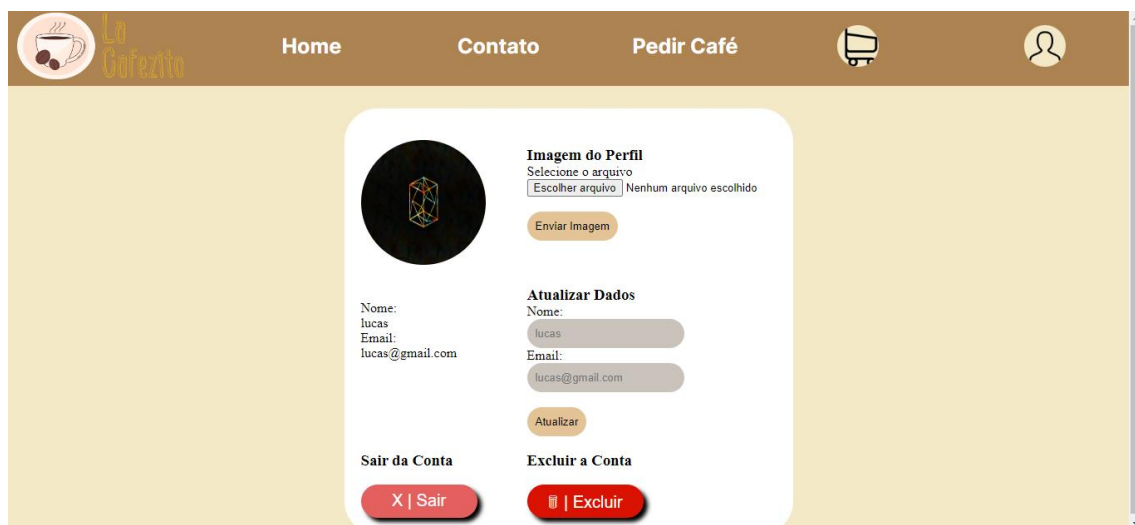 La
Cafezito
Home
Contato
Pedir Café
Imagem do Perfil
Selecione o arquivo
Escolher arquivo Nenhum arquivo escolhido
Enviar Imagem
Nome:
lucas
Email:
lucas@gmail.com
Atualizar Dados
Nome:
lucas
Email:
lucas@gmail.com
Atualizar
Sair da Conta
X | Sair
Excluir a Conta
| Excluir